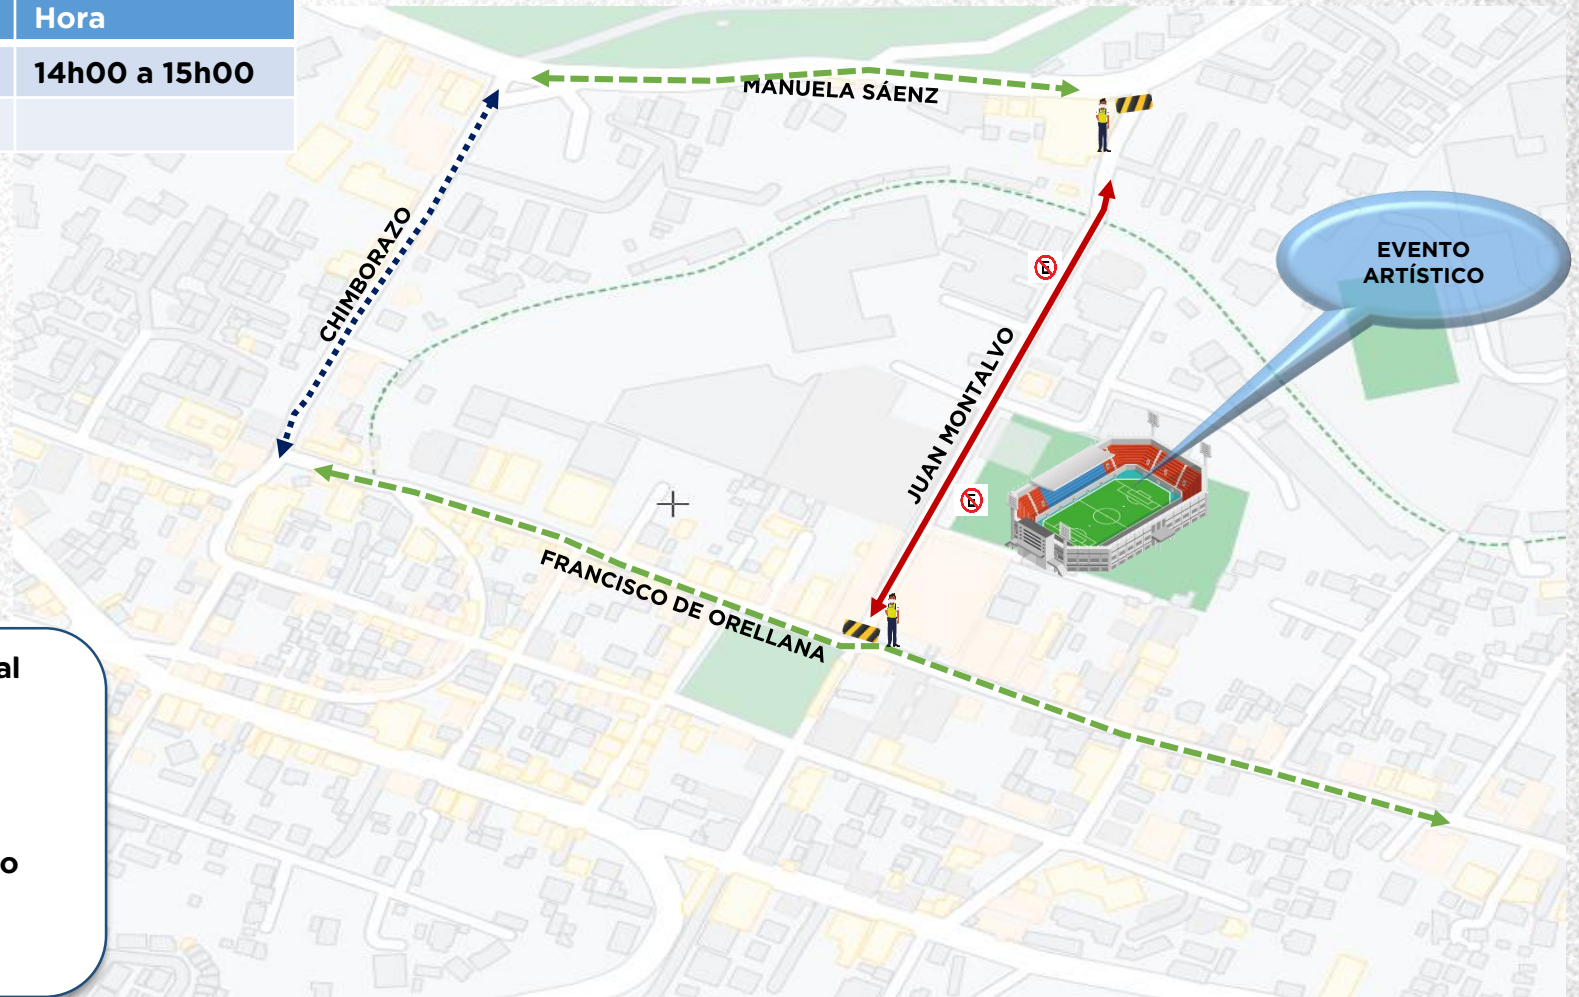 Hora
14h00 a 15h00
MANUELA SÁENZ
CHIMBORAZO
EVENTO
ARTÍSTICO
JUAN MONTALVO
E
E
FRANCISCO DE ORELLANA
al
o